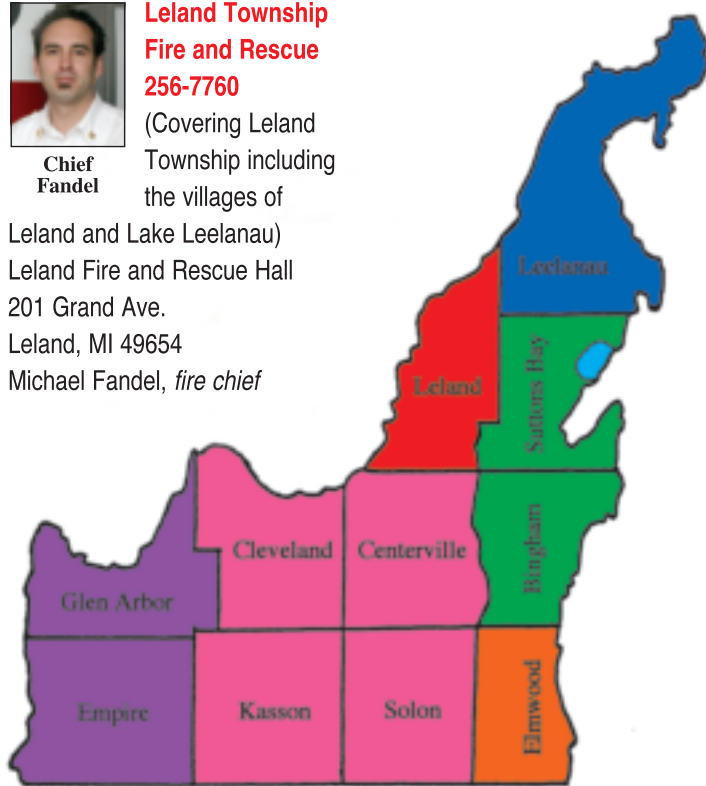 Leland Township
Fire and Rescue
256-7760
(Covering Leland
Township including
the villages of
Chief
Fandel
Leland and Lake Leelanau)
Leland Fire and Rescue Hall
201 Grand Ave.
Leland, MI 49654
Michael Fandel, fire chief
Leelanau
Leland
Suttons Bay
Cleveland
Centerville
Bingham
Glen Arbor
Empire
Kasson
Solon
Elmwood